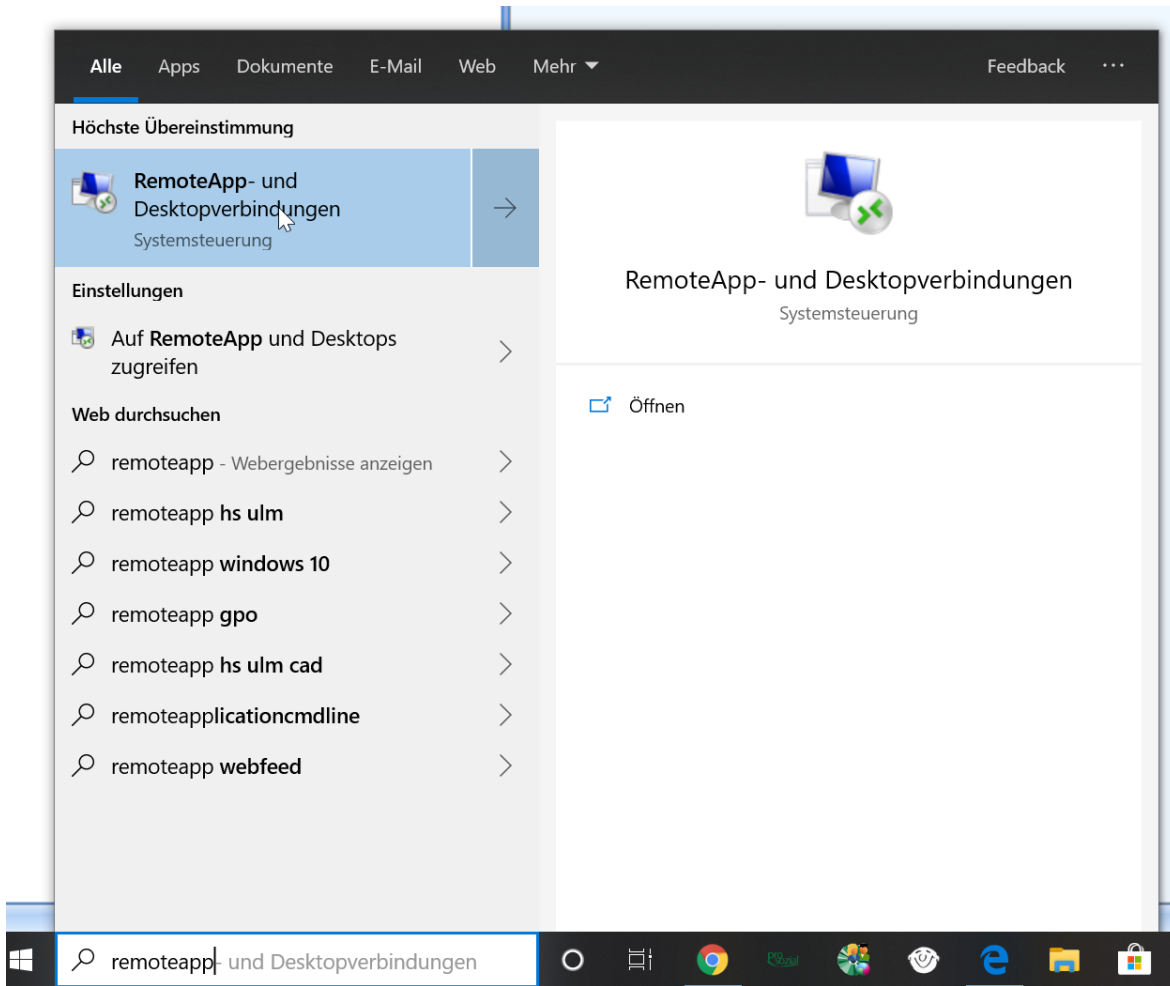 Alle Apps Dokumente E-Mail Web Mehr Feedback ···
Höchste Übereinstimmung
RemoteApp- und
Desktopverbindungen
Systemsteuerung
Einstellungen
Auf RemoteApp und Desktops
zugreifen
Web durchsuchen
remoteapp - Webergebnisse anzeigen
remoteapp hs ulm
remoteapp windows 10
remoteapp gpo
remoteapp hs ulm cad
remoteapplicationcmdline
remoteapp webfeed
RemoteApp- und Desktopverbindungen
Systemsteuerung
Öffnen
remoteapp- und Desktopverbindungen